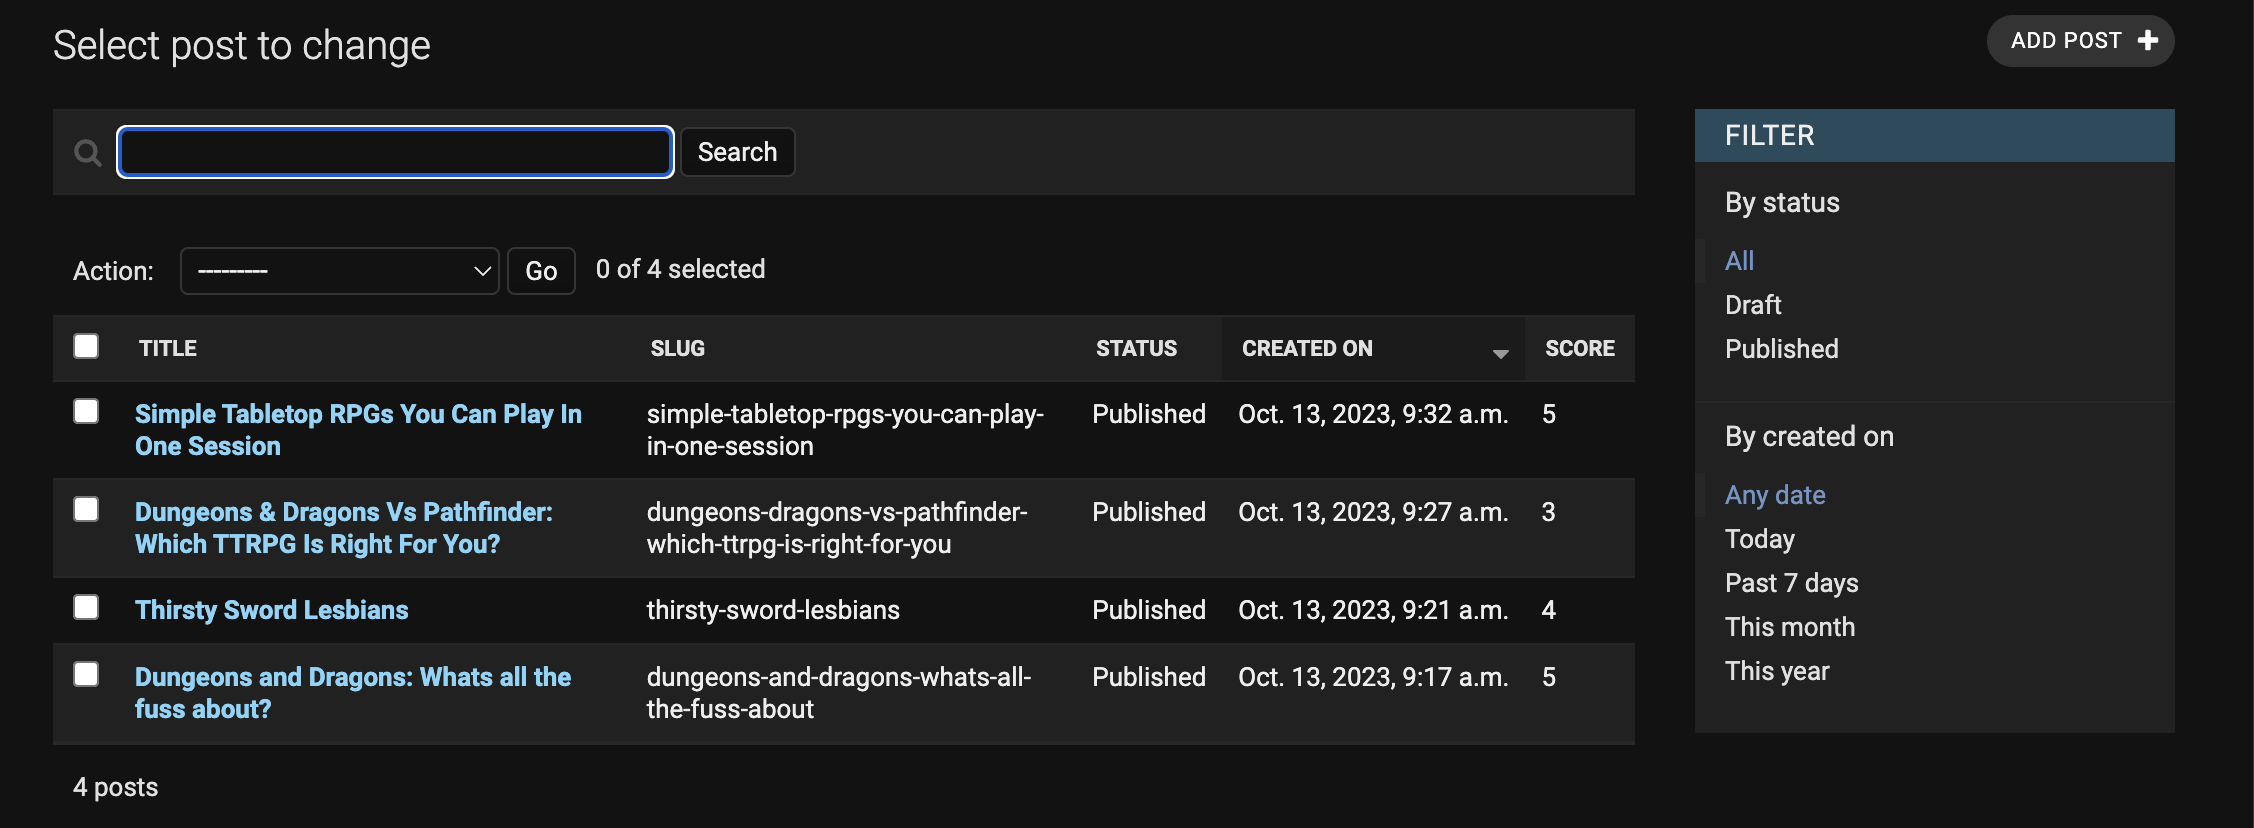 Select post to change
ADD POST
Search
Action: --------- Go 0 of 4 selected
TITLE SLUG STATUS CREATED ON SCORE
Simple Tabletop RPGs You Can Play In
One Session
simple-tabletop-rpgs-you-can-play-
in-one-session
Published Oct. 13, 2023, 9:32 a.m. 5
Dungeons & Dragons Vs Pathfinder:
Which TTRPG Is Right For You?
dungeons-dragons-vs-pathfinder-
which-ttrpg-is-right-for-you
Published Oct. 13, 2023, 9:27 a.m. 3
Thirsty Sword Lesbians thirsty-sword-lesbians Published Oct. 13, 2023, 9:21 a.m. 4
Dungeons and Dragons: Whats all the
fuss about?
dungeons-and-dragons-whats-all-
the-fuss-about
Published Oct. 13, 2023, 9:17 a.m. 5
4 posts
FILTER
By status
All
Draft
Published
By created on
Any date
Today
Past 7 days
This month
This year